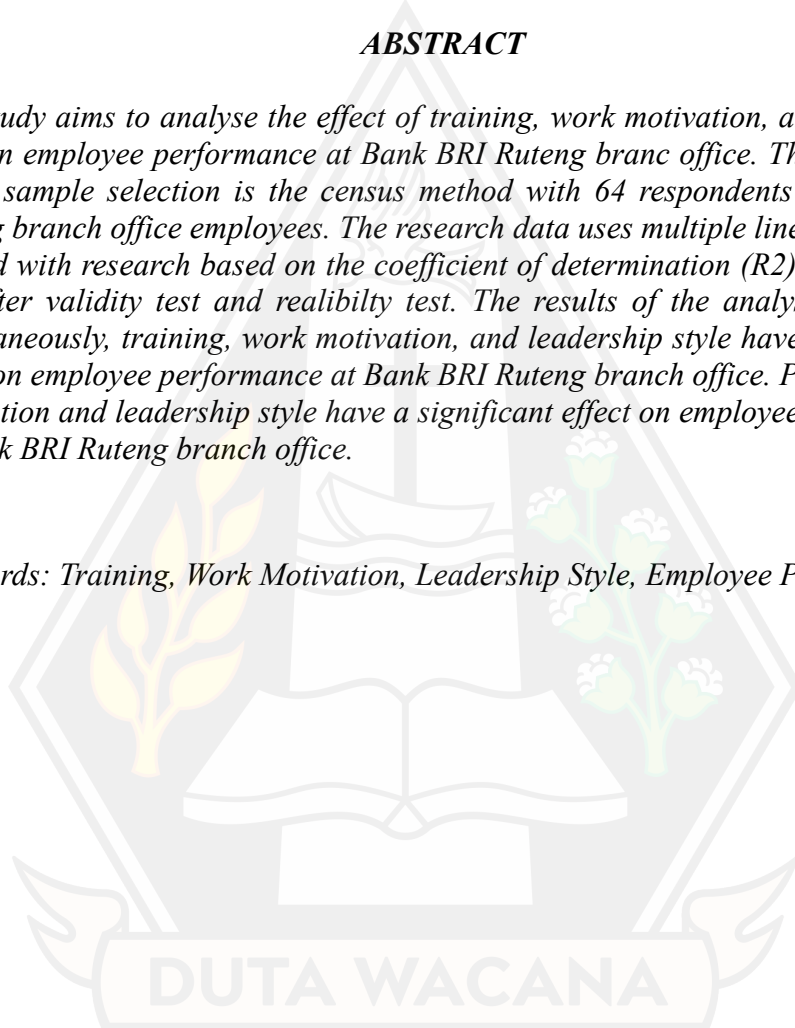 ABSTRACT
udy aims to analyse the effect of training, work motivation, a
n employee performance at Bank BRI Ruteng branc office. Th
sample selection is the census method with 64 respondents
g branch office employees. The research data uses multiple line
d with research based on the coefficient of determination (R2)
fter validity test and realibilty test. The results of the analys
aneously, training, work motivation, and leadership style have
on employee performance at Bank BRI Ruteng branch office. P
ation and leadership style have a significant effect on employee
k BRI Ruteng branch office.
rds: Training, Work Motivation, Leadership Style, Employee P
DUTA WACANA